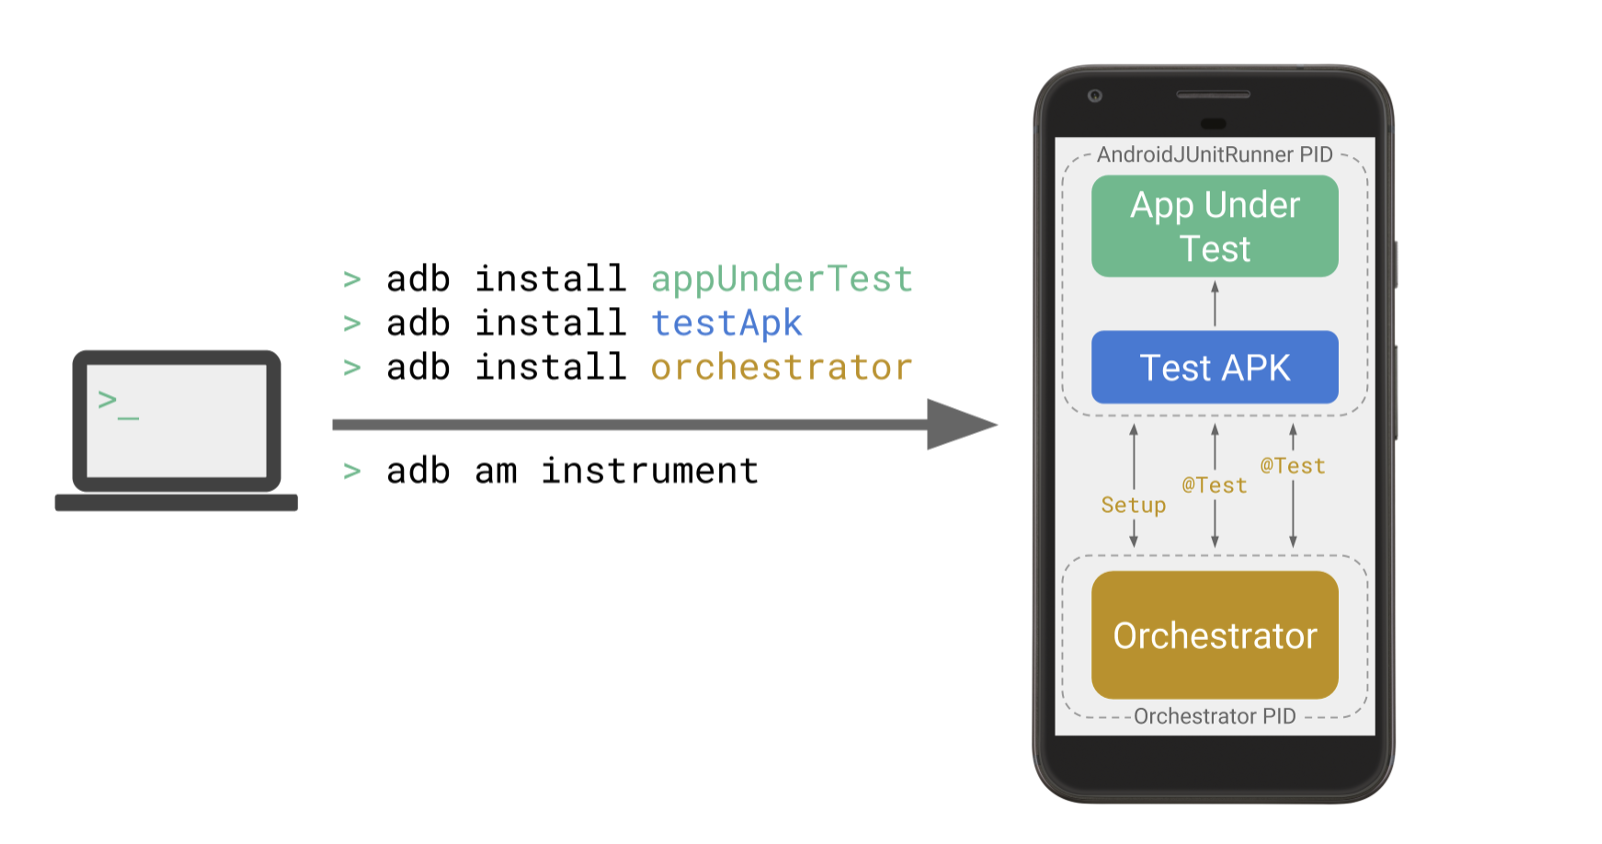 >_
> adb install appUnderTest
> adb install testApk
> adb install orchestrator
> adb am instrument
AndroidJUnitRunner PID
App Under
Test
Test APK
Setup
@Test
@Test
Orchestrator
Orchestrator PID